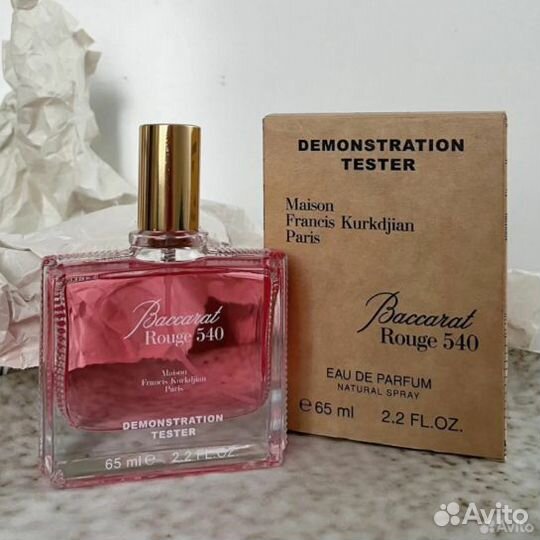 DEMONSTRATION
TESTER
Maison
Francis Kurkdjian
Paris
Baccarat
Rouge 540
EAU DE PARFUM
NATURAL SPRAY
e 65 ml 2.2 FL.OZ.
Baccarat
Rouge 540
Maison
Francis Kurkdjian
Paris
DEMONSTRATION
TESTER
65 ml e 2.2 FL.OZ
Avito
Avito